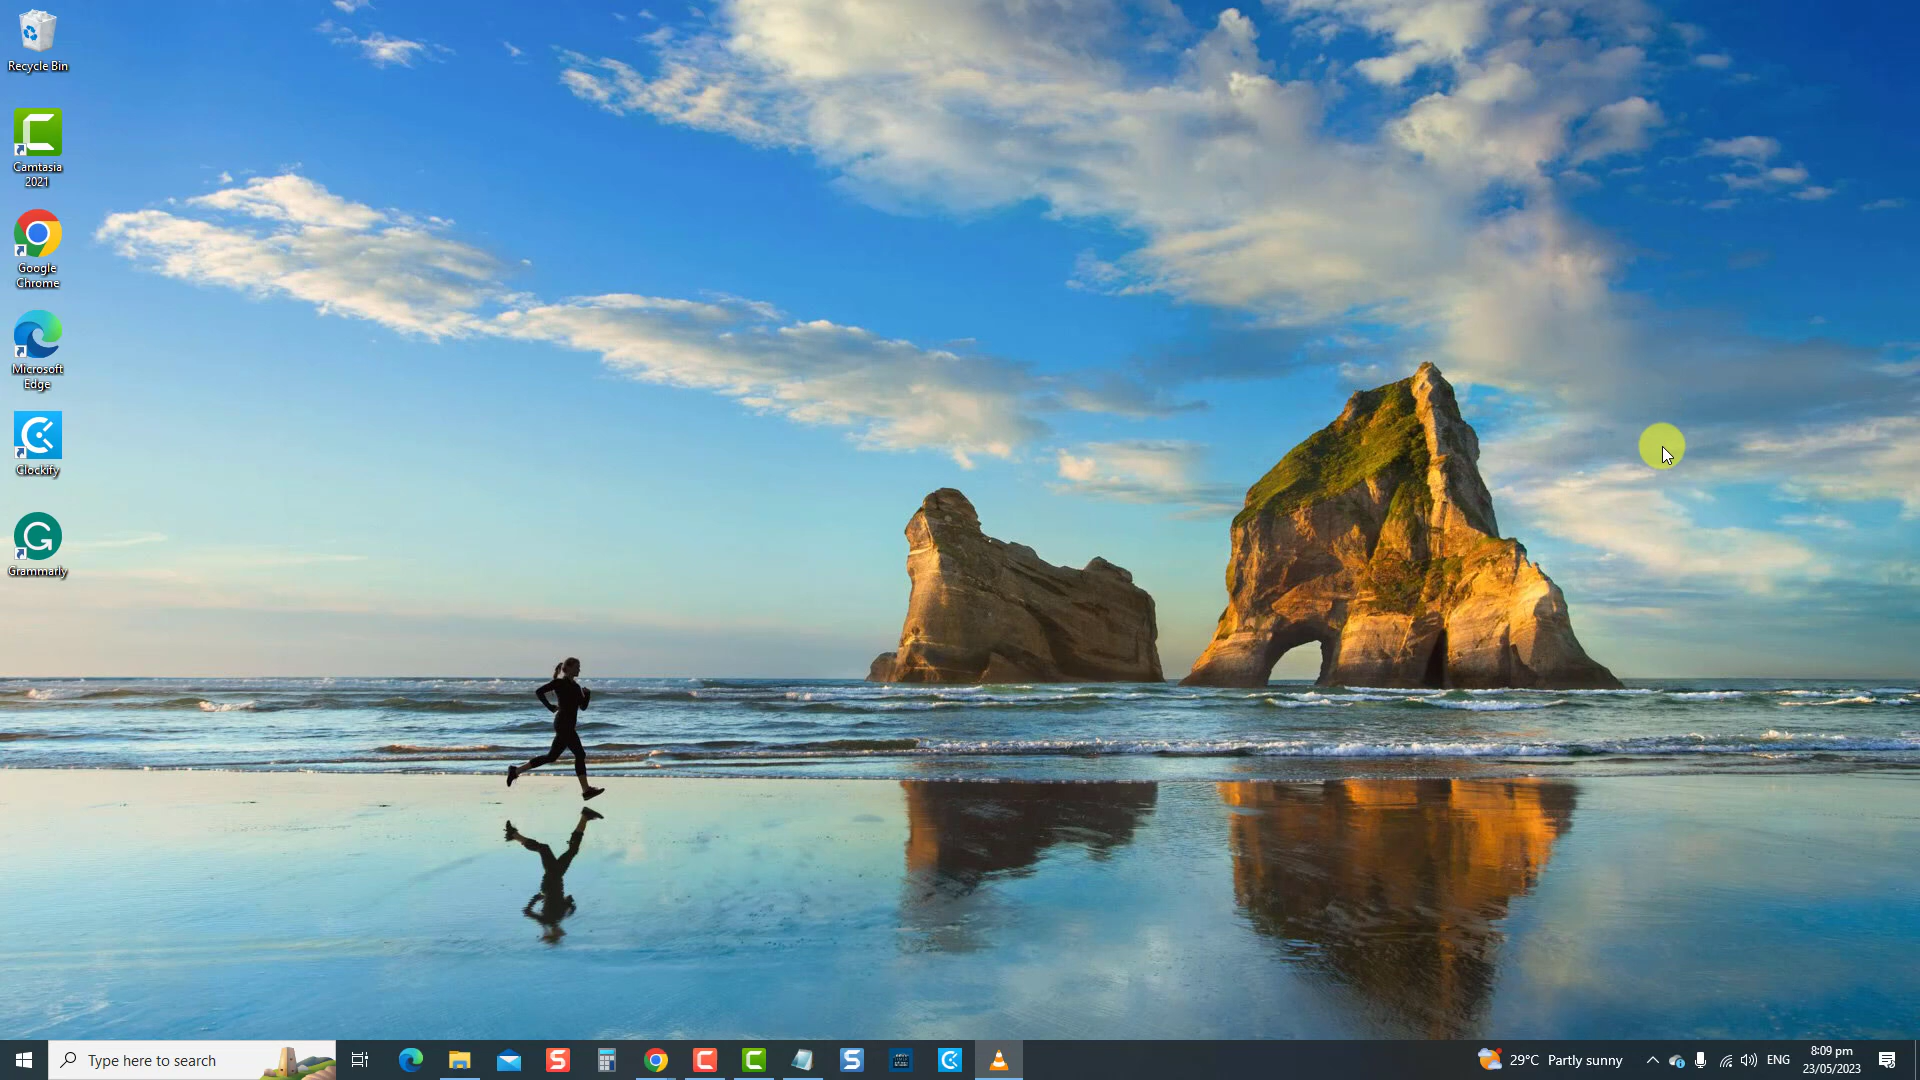 Recycle Bin
Camtasia
2021
Google
Chrome
Microsoft
Edge
Clockify
Grammarly
Type here to search
29°C Partly sunny
ENG
8:09 pm
23/05/2023